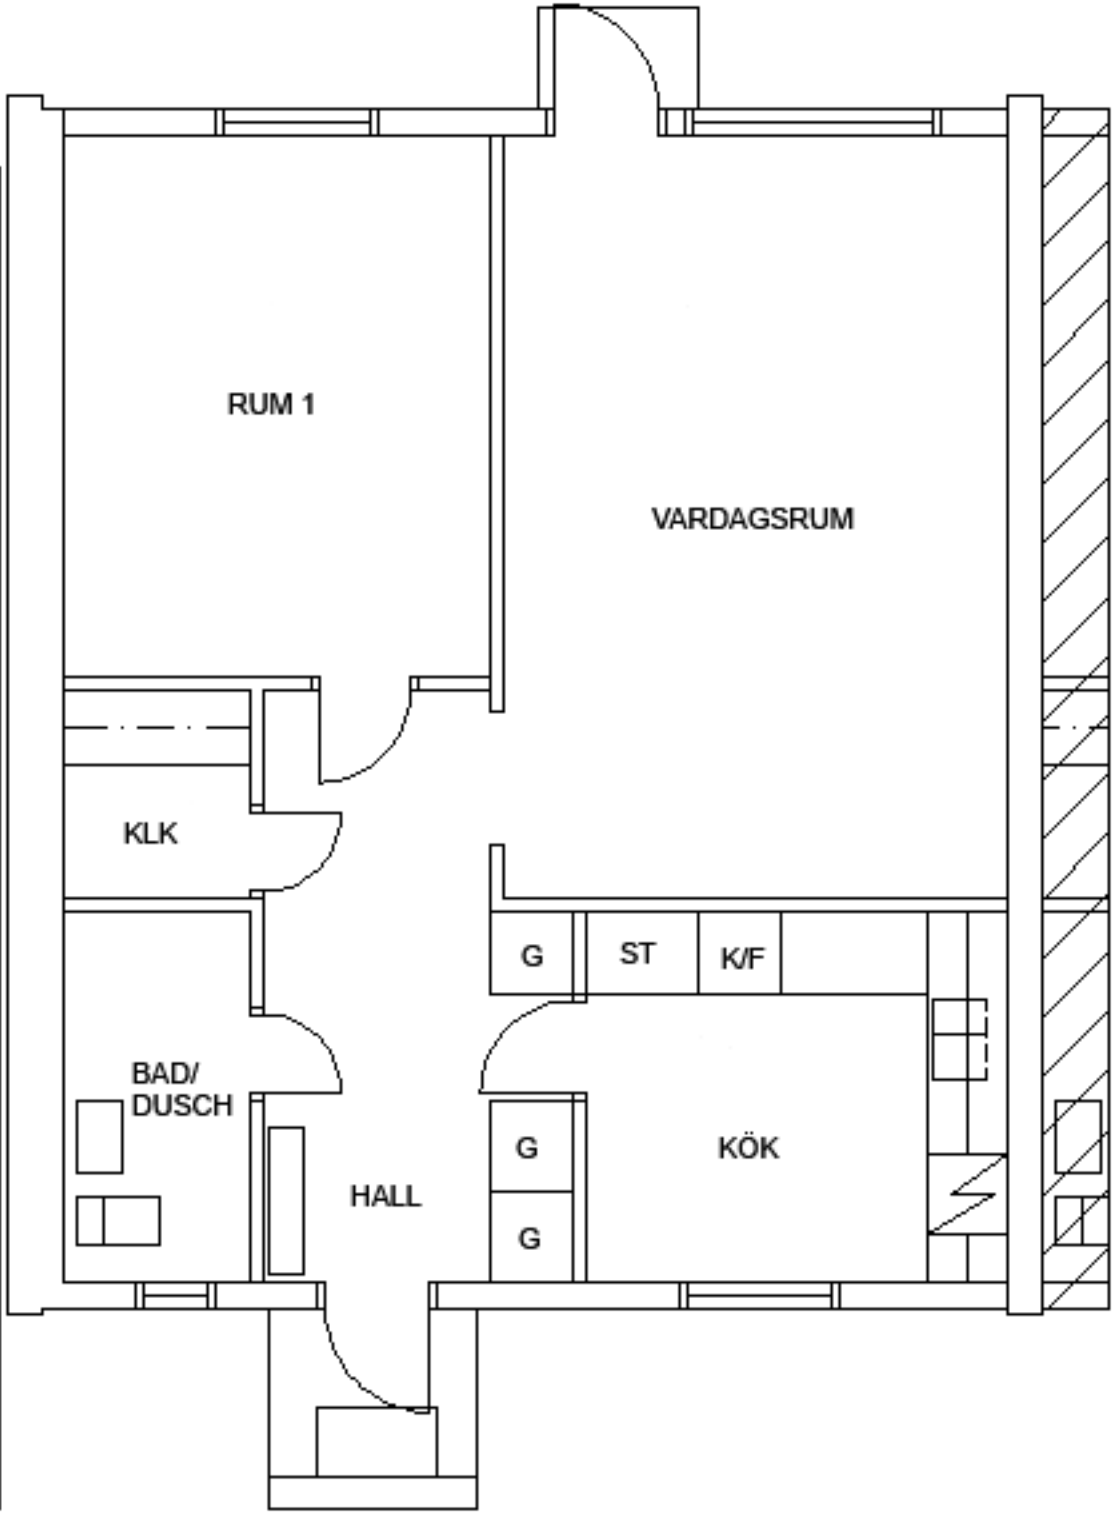 RUM 1
VARDAGSRUM
KLK
G
ST
K/F
BAD/
DUSCH
G
KÖK
HALL
G